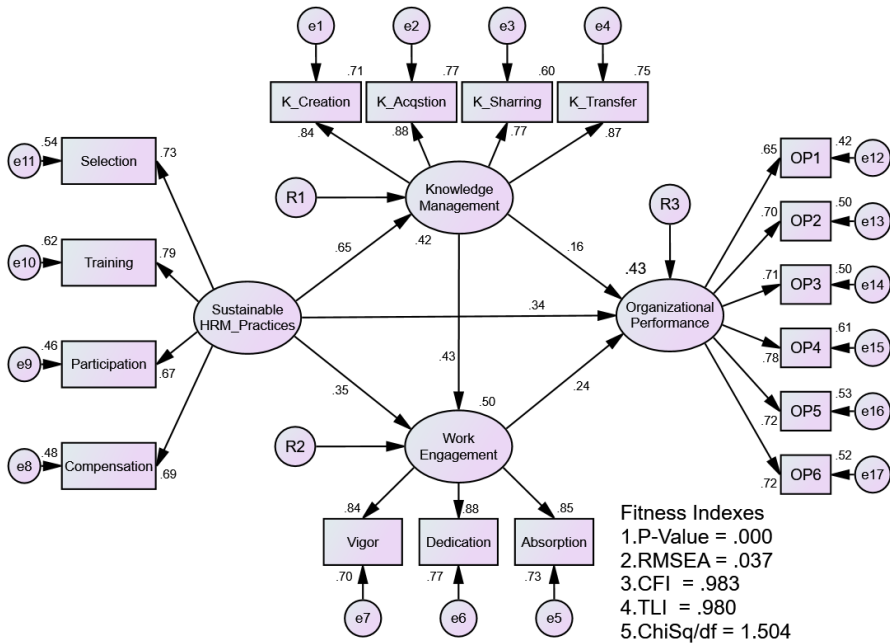 e1
e2
e3
e4
.71
.77
.60
.75
K_Creation
K_Acqstion
K_Sharring
K_Transfer
.84
.88
.77
.87
e11
.54
Selection
.73
e10
.62
Training
.79
e9
.46
Participation
.67
e8
.48
Compensation
.69
R1
Knowledge
Management
.42
R3
.65
.16
.43
Sustainable
HRM_Practices
.34
Organizational
Performance
.35
.43
.24
.50
R2
Work
Engagement
.84
.88
.85
Vigor
Dedication
Absorption
.70
.77
.73
e7
e6
e5
.65
OP1
.42
e12
.70
OP2
.50
e13
.71
OP3
.50
e14
.78
OP4
.61
e15
.72
OP5
.53
e16
.72
OP6
.52
e17
Fitness Indexes
1.P-Value = .000
2.RMSEA = .037
3.CFI = .983
4.TLI = .980
5.ChiSq/df = 1.504